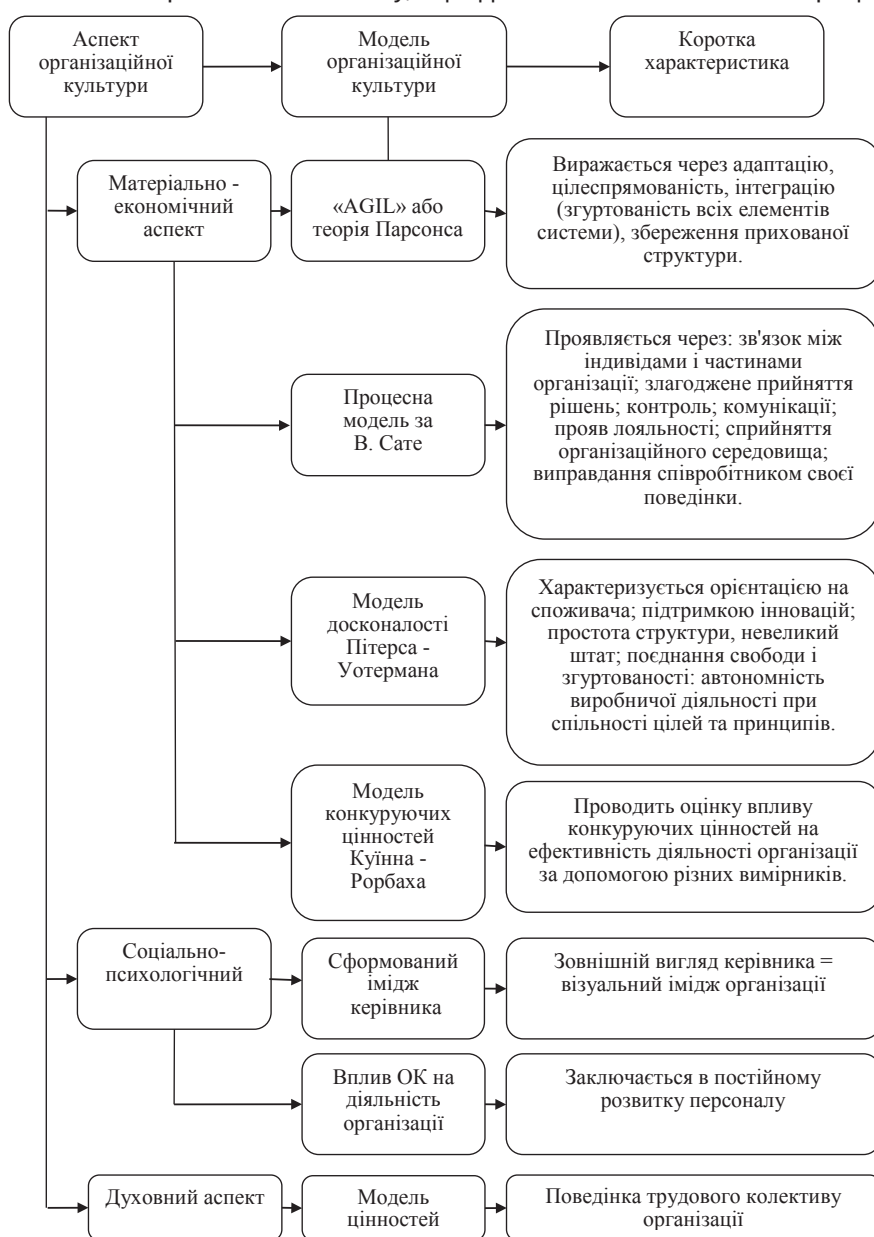 Аспект
організаційної
культури
Модель
організаційної
культури
Коротка
характеристика
Матеріально -
економічний
аспект
«AGIL» або
теорія Парсонса
Виражається через адаптацію,
цілеспрямованість, інтеграцію
(згуртованість всіх елементів
системи), збереження прихованої
структури.
Процесна
модель за
В. Сате
Проявляється через: зв'язок між
індивідами і частинами
організації; злагоджене прийняття
рішень; контроль; комунікації;
прояв лояльності; сприйняття
організаційного середовища;
виправдання співробітником своєї
поведінки.
Модель
досконалості
Пітерса -
Уотермана
Характеризується орієнтацією на
споживача; підтримкою інновацій;
простота структури, невеликий
штат; поєднання свободи і
згуртованості: автономність
виробничої діяльності при
спільності цілей та принципів.
Модель
конкуруючих
цінностей
Куїнна -
Рорбаха
Проводить оцінку впливу
конкуруючих цінностей на
ефективність діяльності організації
за допомогою різних вимірників.
Соціально-
психологічний
Сформований
імідж
керівника
Зовнішній вигляд керівника =
візуальний імідж організації
Вплив ОК на
діяльність
організації
Заключається в постійному
розвитку персоналу
Духовний аспект
Модель
цінностей
Поведінка трудового колективу
організації